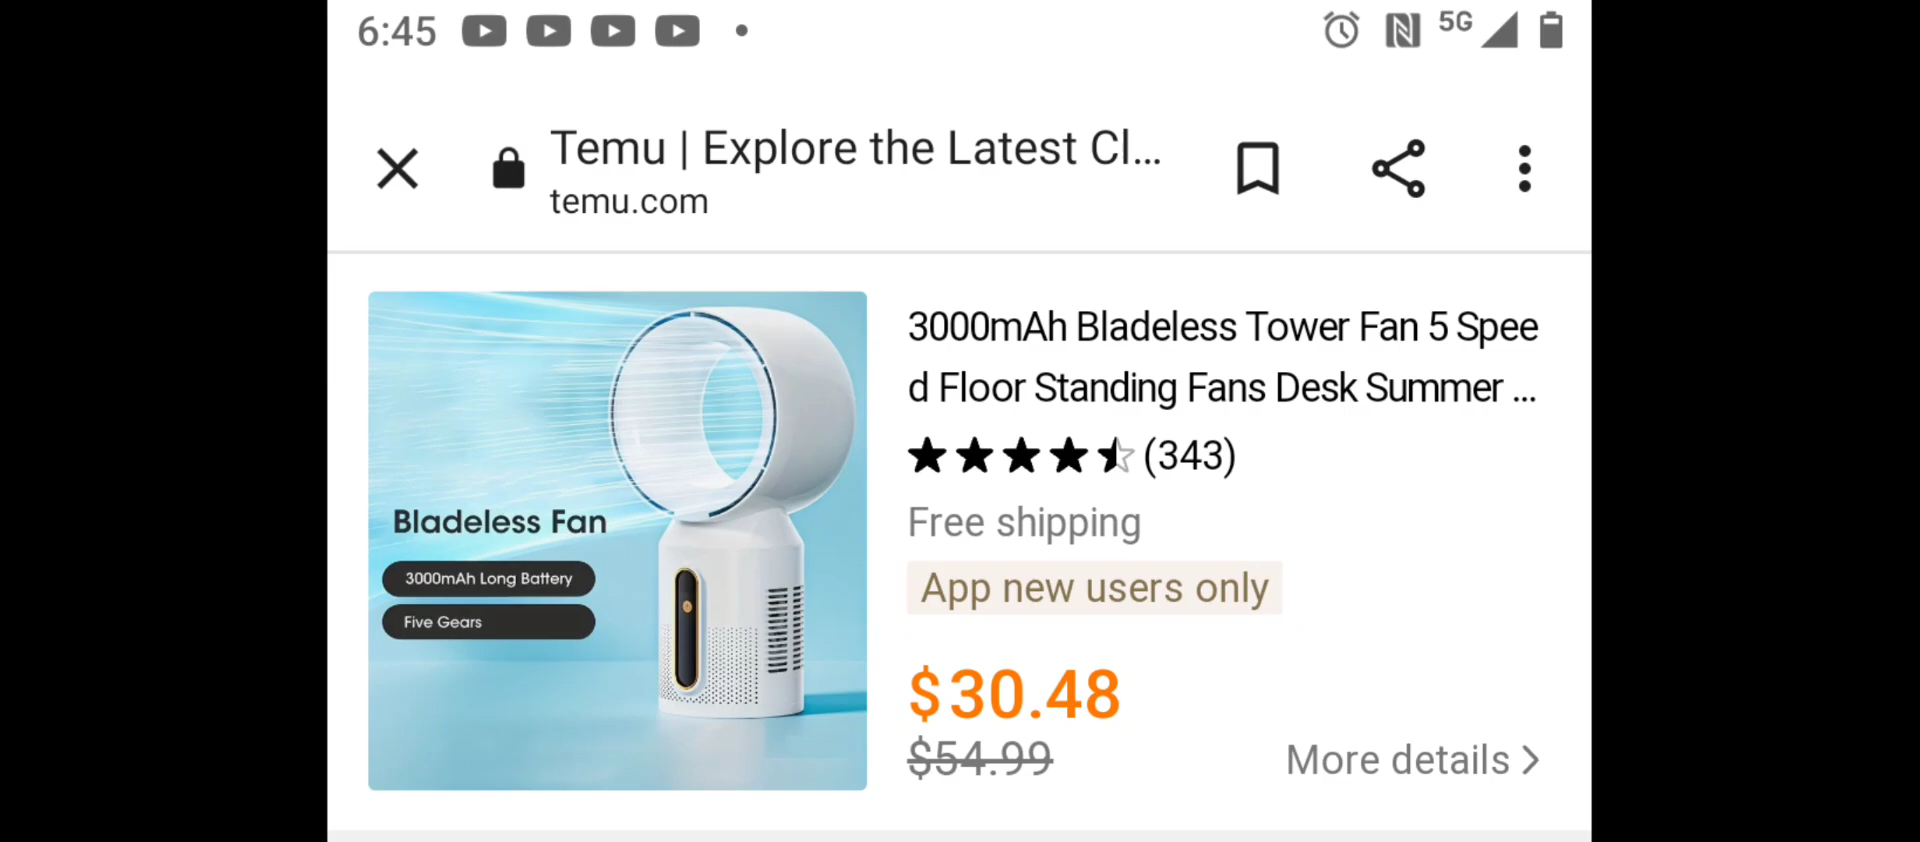 6:45
5G
Temu | Explore the Latest Cl...
temu.com
3000mAh Bladeless Tower Fan 5 Spee
d Floor Standing Fans Desk Summer ...
(343)
Free shipping
App new users only
$30.48
$54.99
More details
Bladeless Fan
3000mAh Long Battery
Five Gears